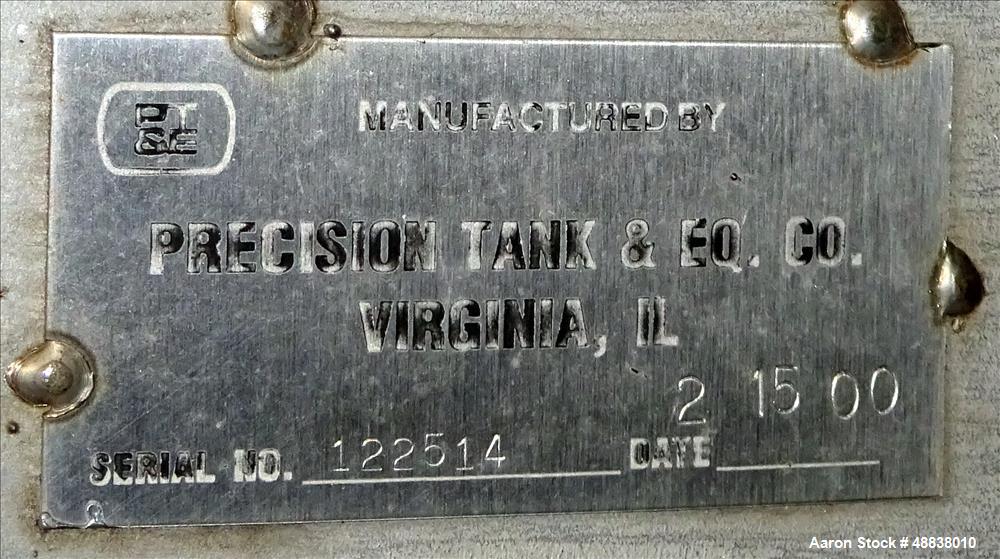 PT
&E
MANUFACTURED BY
PRECISION TANK & EQ. CO.
VIRGINIA, IL
2 15 00
SERIAL NO. 122514 DATE
Aaron Stock # 48838010